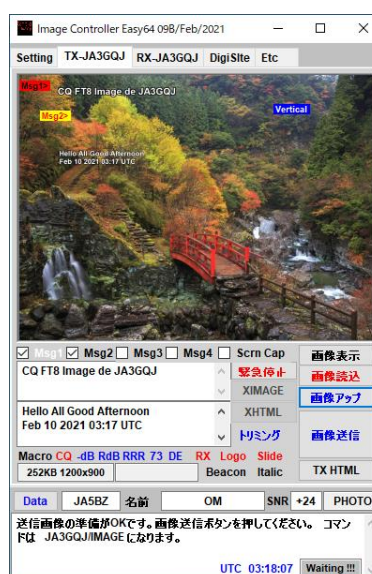 Image Controller Easy64 09B/Feb/2021
Setting TX-JA3GQJ RX-JA3GQJ DigiSite Etc
Msg1>
CQ FT8 Image de JA3GQJ
Msg2>
Vertical
Hello All Good Afternoon
Feb 10 2021 03:17 UTC
Msg1 Msg2 Msg3 Msg4 Scrn Cap 画像表示
CQ FT8 Image de JA3GQJ 緊急停止 画像読込
XIMAGE 画像アップ
Hello All Good Afternoon XHTML
Feb 10 2021 03:17 UTC トリミング 画像送信
Macro CQ -dB RdB RRR 73 DE RX Logo Slide
252KB 1200x900 Beacon Italic TX HTML
Data JA5BZ 名前 OM SNR +24 PHOTO
送信画像の準備がOKです。画像送信ボタンを押してください。 コマン
ドは JA3GQJ/IMAGE になります。
UTC 03:18:07 Waiting !!!